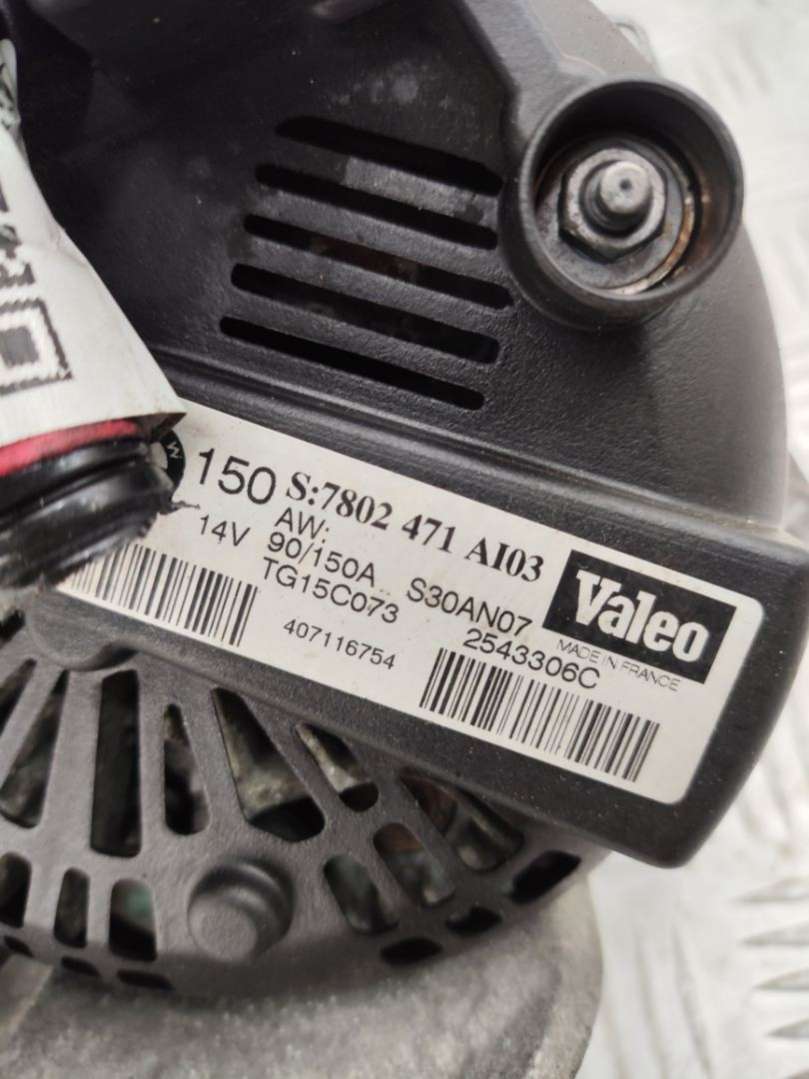 W
150 S:7802 471 AI03
AW:
14V 90/150A S30AN07
TG15C073 2543306C
407116754
Valeo
MADE IN FRANCE